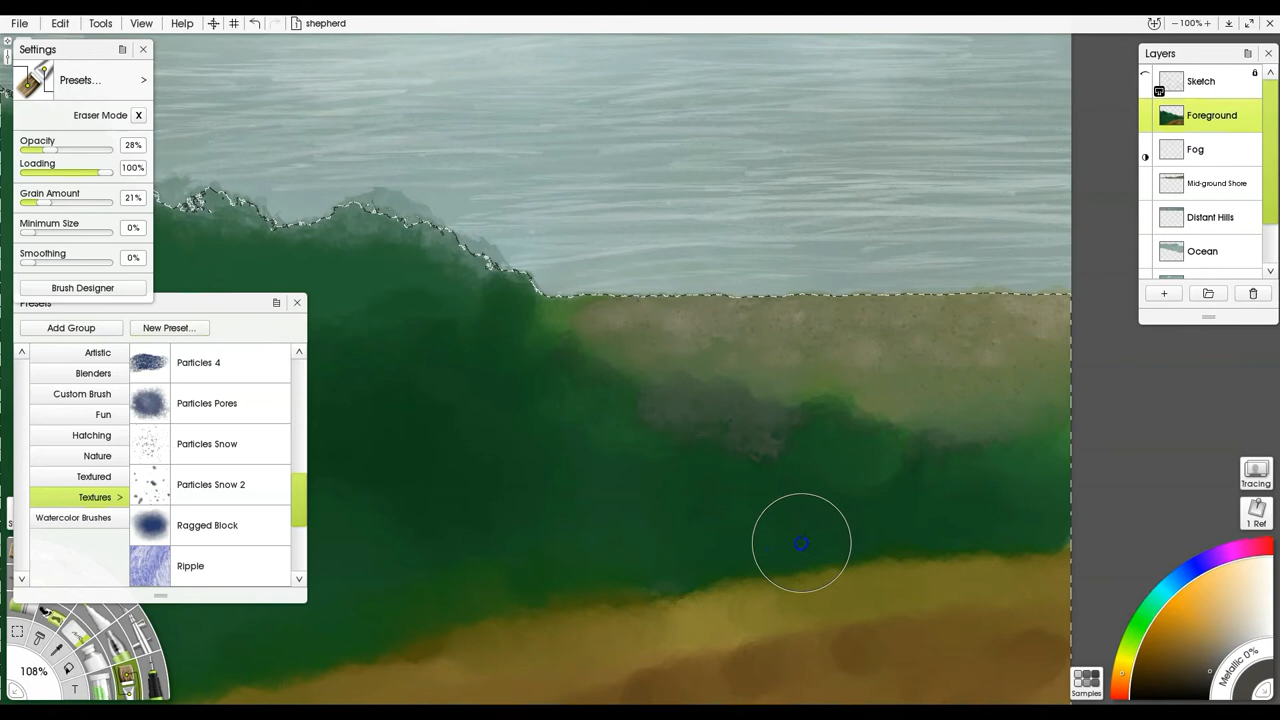 File Edit Tools View Help shepherd - 100% +
Settings
Presets... >
Eraser Mode X
Opacity 28%
Loading 100%
Grain Amount 21%
Minimum Size 0%
Smoothing 0%
Brush Designer
Presets
Add Group New Preset...
Artistic
Blenders
Custom Brush
Fun
Hatching
Nature
Textured
Textures >
Watercolor Brushes
Particles 4
Particles Pores
Particles Snow
Particles Snow 2
Ragged Block
Ripple
108%
T
Layers
Sketch
Foreground
Fog
Mid-ground Shore
Distant Hills
Ocean
+
Tracing
1 Ref
Metallic 0%
Samples